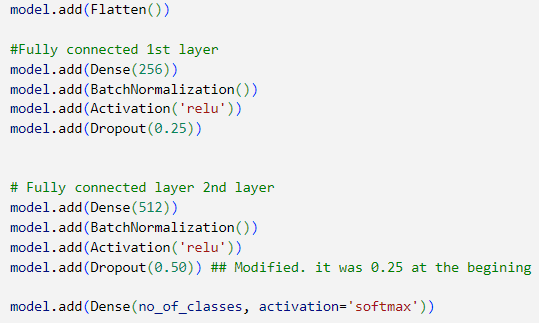 model.add(Flatten())
#Fully connected 1st layer
model.add(Dense(256))
model.add(BatchNormalization())
model.add(Activation('relu'))
model.add(Dropout(0.25))
# Fully connected layer 2nd layer
model.add(Dense(512))
model.add(BatchNormalization())
model.add(Activation('relu'))
model.add(Dropout(0.50)) ## Modified. it was 0.25 at the begining
model.add(Dense(no_of_classes, activation='softmax'))